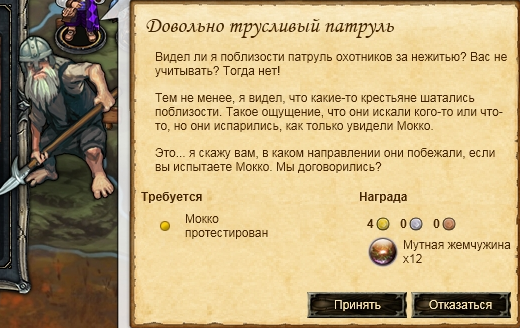 Довольно трусливый патруль
Видел ли я поблизости патруль охотников за нежитью? Вас не
учитывать? Тогда нет!
Тем не менее, я видел, что какие-то крестьяне шатались
поблизости. Такое ощущение, что они искали кого-то или что-
то, но они испарились, как только увидели Мокко.
Это... я скажу вам, в каком направлении они побежали, если
вы испытаете Мокко. Мы договорились?
Требуется
Награда
Мокко
протестирован
4 0 0
Мутная жемчужина
x12
Принять
Отказаться